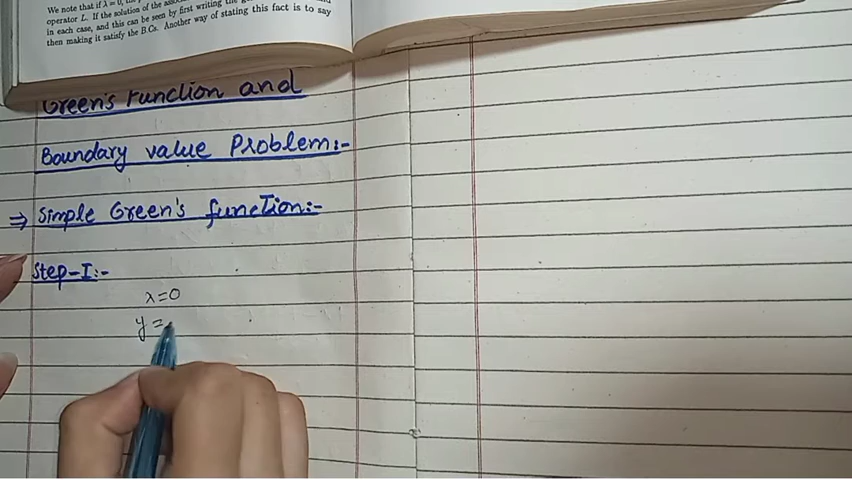 We note that if λ = 0,
operator L. If the solution of the
in each case, and this can be seen by first writing the
then making it satisfy the B.Cs. Another way of stating this fact is to say
Green's Function and
Boundary value Problem:-
⇒ Simple Green's function:-
Step-I:-
λ=0
y=